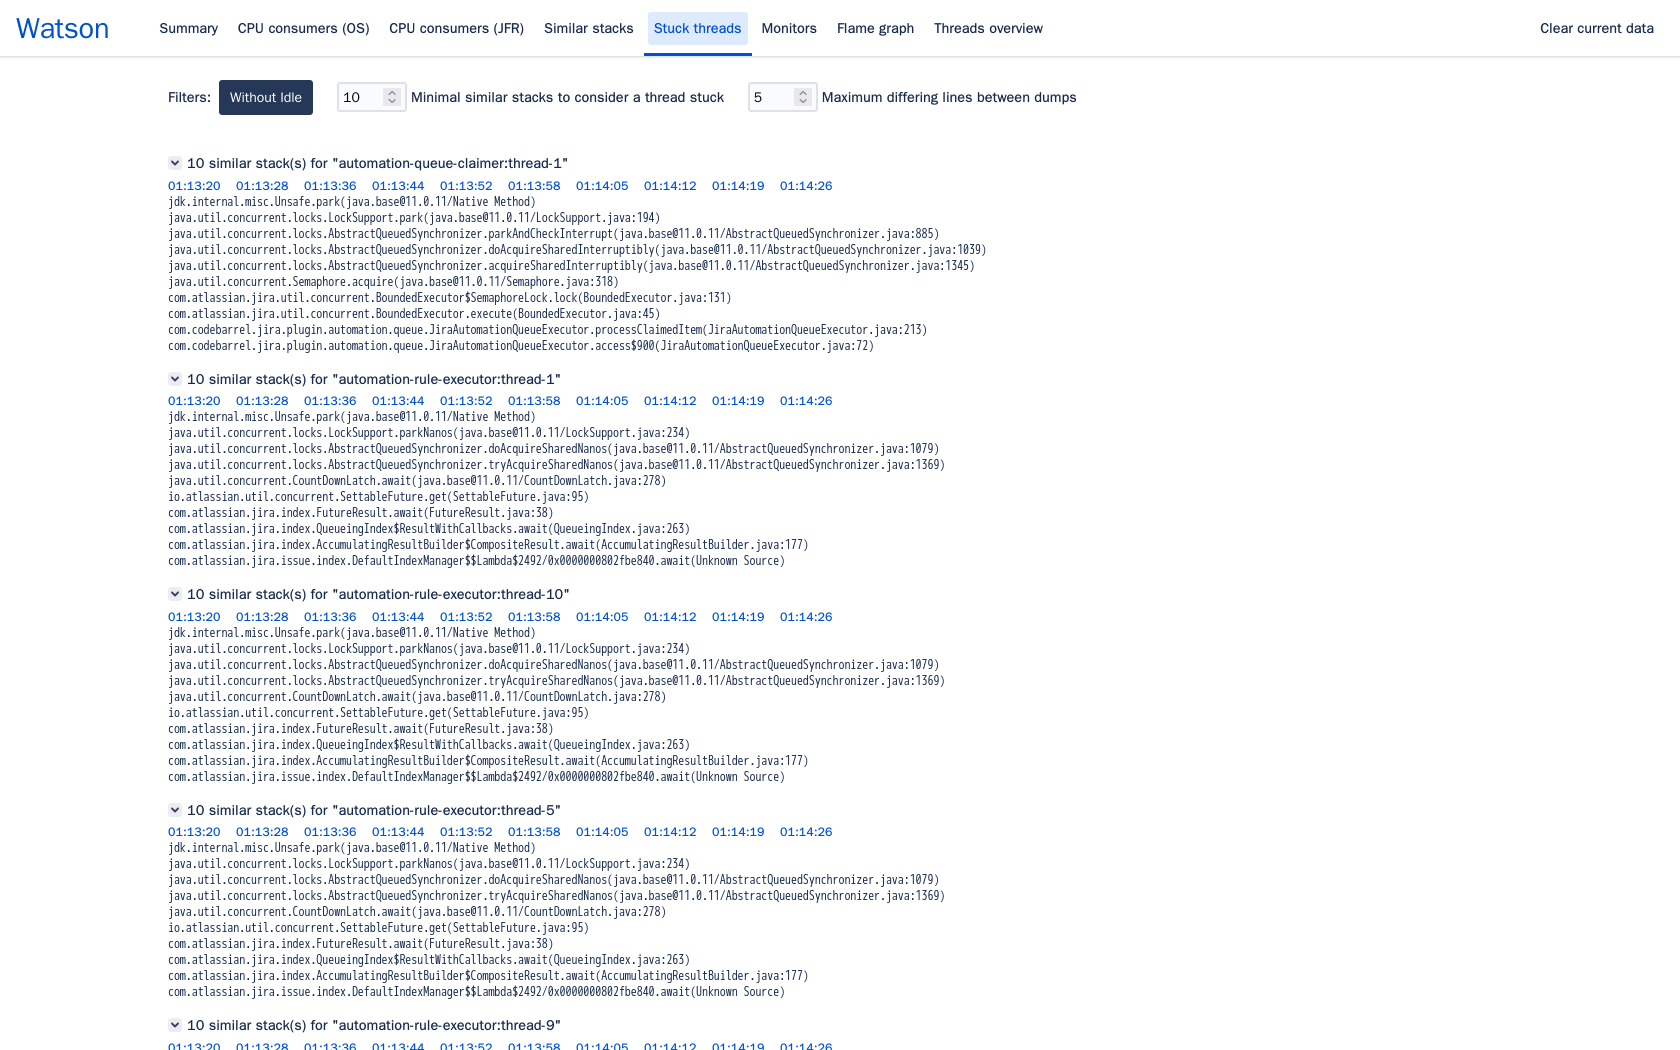 Watson
Summary
CPU consumers (OS)
CPU consumers (JFR)
Similar stacks
Stuck threads
Monitors
Flame graph
Threads overview
Clear current data
Filters: Without Idle 10 Minimal similar stacks to consider a thread stuck 5 Maximum differing lines between dumps
10 similar stack(s) for "automation-queue-claimer:thread-1"
01:13:20 01:13:28 01:13:36 01:13:44 01:13:52 01:13:58 01:14:05 01:14:12 01:14:19 01:14:26
jdk.internal.misc.Unsafe.park(java.base@11.0.11/Native Method)
java.util.concurrent.locks.LockSupport.park(java.base@11.0.11/LockSupport.java:194)
java.util.concurrent.locks.AbstractQueuedSynchronizer.parkAndCheckInterrupt(java.base@11.0.11/AbstractQueuedSynchronizer.java:885)
java.util.concurrent.locks.AbstractQueuedSynchronizer.doAcquireSharedInterruptibly(java.base@11.0.11/AbstractQueuedSynchronizer.java:1039)
java.util.concurrent.locks.AbstractQueuedSynchronizer.acquireSharedInterruptibly(java.base@11.0.11/AbstractQueuedSynchronizer.java:1345)
java.util.concurrent.Semaphore.acquire(java.base@11.0.11/Semaphore.java:318)
com.atlassian.jira.util.concurrent.BoundedExecutor$SemaphoreLock.lock(BoundedExecutor.java:131)
com.atlassian.jira.util.concurrent.BoundedExecutor.execute(BoundedExecutor.java:45)
com.codebarrel.jira.plugin.automation.queue.JiraAutomationQueueExecutor.processClaimedItem(JiraAutomationQueueExecutor.java:213)
com.codebarrel.jira.plugin.automation.queue.JiraAutomationQueueExecutor.access$900(JiraAutomationQueueExecutor.java:72)
10 similar stack(s) for "automation-rule-executor:thread-1"
01:13:20 01:13:28 01:13:36 01:13:44 01:13:52 01:13:58 01:14:05 01:14:12 01:14:19 01:14:26
jdk.internal.misc.Unsafe.park(java.base@11.0.11/Native Method)
java.util.concurrent.locks.LockSupport.parkNanos(java.base@11.0.11/LockSupport.java:234)
java.util.concurrent.locks.AbstractQueuedSynchronizer.doAcquireSharedNanos(java.base@11.0.11/AbstractQueuedSynchronizer.java:1079)
java.util.concurrent.locks.AbstractQueuedSynchronizer.tryAcquireSharedNanos(java.base@11.0.11/AbstractQueuedSynchronizer.java:1369)
java.util.concurrent.CountDownLatch.await(java.base@11.0.11/CountDownLatch.java:278)
io.atlassian.util.concurrent.SettableFuture.get(SettableFuture.java:95)
com.atlassian.jira.index.FutureResult.await(FutureResult.java:38)
com.atlassian.jira.index.QueueingIndex$ResultWithCallbacks.await(QueueingIndex.java:263)
com.atlassian.jira.index.AccumulatingResultBuilder$CompositeResult.await(AccumulatingResultBuilder.java:177)
com.atlassian.jira.issue.index.DefaultIndexManager$$Lambda$2492/0x0000000802fbe840.await(Unknown Source)
10 similar stack(s) for "automation-rule-executor:thread-10"
01:13:20 01:13:28 01:13:36 01:13:44 01:13:52 01:13:58 01:14:05 01:14:12 01:14:19 01:14:26
jdk.internal.misc.Unsafe.park(java.base@11.0.11/Native Method)
java.util.concurrent.locks.LockSupport.parkNanos(java.base@11.0.11/LockSupport.java:234)
java.util.concurrent.locks.AbstractQueuedSynchronizer.doAcquireSharedNanos(java.base@11.0.11/AbstractQueuedSynchronizer.java:1079)
java.util.concurrent.locks.AbstractQueuedSynchronizer.tryAcquireSharedNanos(java.base@11.0.11/AbstractQueuedSynchronizer.java:1369)
java.util.concurrent.CountDownLatch.await(java.base@11.0.11/CountDownLatch.java:278)
io.atlassian.util.concurrent.SettableFuture.get(SettableFuture.java:95)
com.atlassian.jira.index.FutureResult.await(FutureResult.java:38)
com.atlassian.jira.index.QueueingIndex$ResultWithCallbacks.await(QueueingIndex.java:263)
com.atlassian.jira.index.AccumulatingResultBuilder$CompositeResult.await(AccumulatingResultBuilder.java:177)
com.atlassian.jira.issue.index.DefaultIndexManager$$Lambda$2492/0x0000000802fbe840.await(Unknown Source)
10 similar stack(s) for "automation-rule-executor:thread-5"
01:13:20 01:13:28 01:13:36 01:13:44 01:13:52 01:13:58 01:14:05 01:14:12 01:14:19 01:14:26
jdk.internal.misc.Unsafe.park(java.base@11.0.11/Native Method)
java.util.concurrent.locks.LockSupport.parkNanos(java.base@11.0.11/LockSupport.java:234)
java.util.concurrent.locks.AbstractQueuedSynchronizer.doAcquireSharedNanos(java.base@11.0.11/AbstractQueuedSynchronizer.java:1079)
java.util.concurrent.locks.AbstractQueuedSynchronizer.tryAcquireSharedNanos(java.base@11.0.11/AbstractQueuedSynchronizer.java:1369)
java.util.concurrent.CountDownLatch.await(java.base@11.0.11/CountDownLatch.java:278)
io.atlassian.util.concurrent.SettableFuture.get(SettableFuture.java:95)
com.atlassian.jira.index.FutureResult.await(FutureResult.java:38)
com.atlassian.jira.index.QueueingIndex$ResultWithCallbacks.await(QueueingIndex.java:263)
com.atlassian.jira.index.AccumulatingResultBuilder$CompositeResult.await(AccumulatingResultBuilder.java:177)
com.atlassian.jira.issue.index.DefaultIndexManager$$Lambda$2492/0x0000000802fbe840.await(Unknown Source)
10 similar stack(s) for "automation-rule-executor:thread-9"
01:13:20 01:13:28 01:13:36 01:13:44 01:13:52 01:13:58 01:14:05 01:14:12 01:14:19 01:14:26